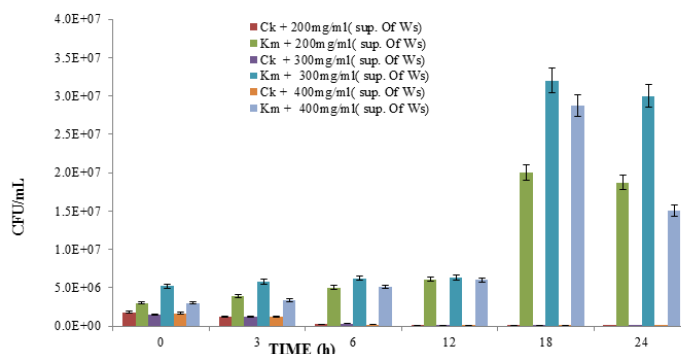 4.0E+07
3.5E+07
3.0E+07
2.5E+07
2.0E+07
1.5E+07
1.0E+07
5.0E+06
0.0E+00
CFU/mL
Ck + 200mg/ml( sup. Of Ws)
Km + 200mg/ml( sup. Of Ws)
Ck + 300mg/ml( sup. Of Ws)
Km + 300mg/ml( sup. Of Ws)
Ck + 400mg/ml( sup. Of Ws)
Km + 400mg/ml( sup. Of Ws)
0 3 6 12 18 24
TIME (h)